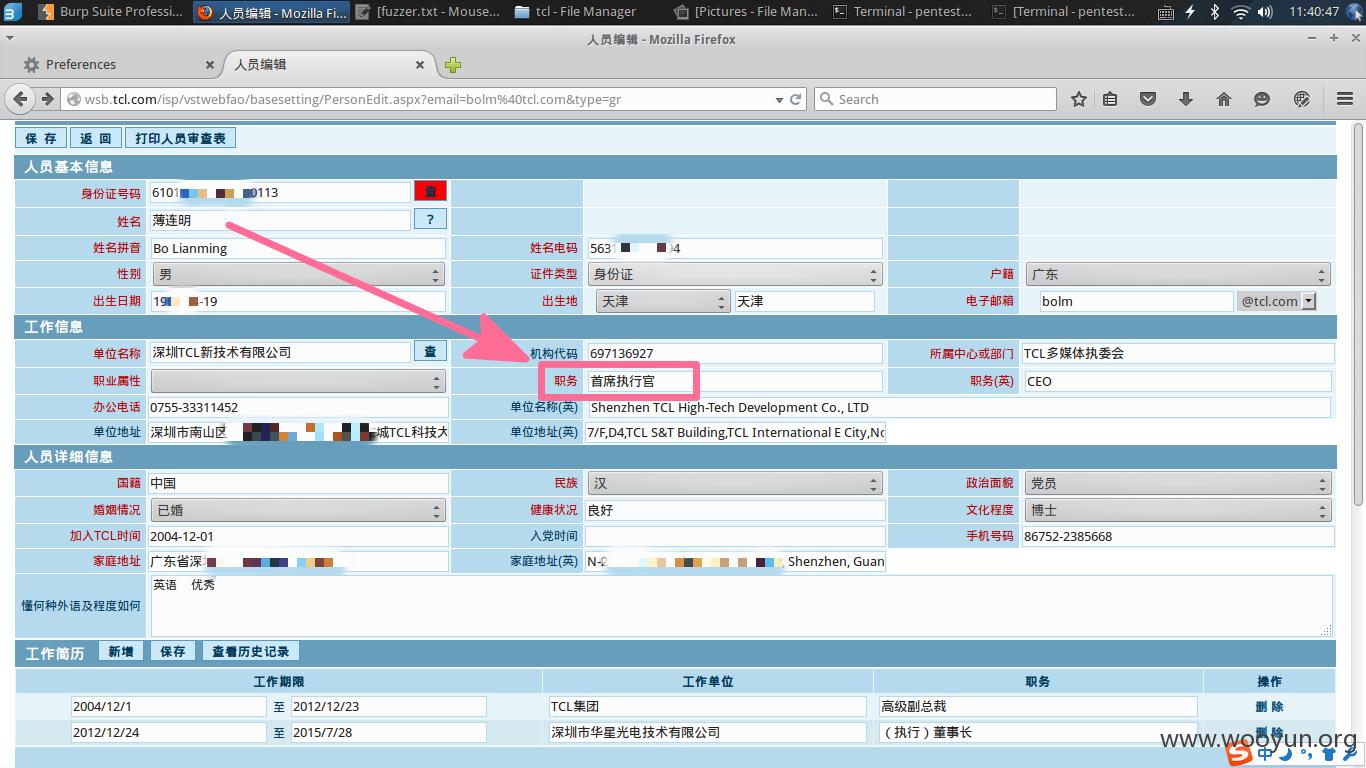 Burp Suite Professi...
人员编辑 - Mozilla Fi...
[fuzzer.txt - Mouse...
tcl - File Manager
[Pictures - File Man...
Terminal - pentest...
[Terminal - pentest...
11:40:47
人员编辑 - Mozilla Firefox
Preferences
人员编辑
wsb.tcl.com/isp/vstwebfao/basesetting/PersonEdit.aspx?email=bolm%40tcl.com&type=gr
Search
保 存 返 回 打印人员审查表
人员基本信息
身份证号码 6101 0113 查
姓名 薄连明 ?
姓名拼音 Bo Lianming 姓名电码 5631 04
性别 男 证件类型 身份证 户籍 广东
出生日期 19 -19 出生地 天津 天津 电子邮箱 bolm @tcl.com
工作信息
单位名称 深圳TCL新技术有限公司 查 机构代码 697136927 所属中心或部门 TCL多媒体执委会
职业属性 职务 首席执行官 职务(英) CEO
办公电话 0755-33311452 单位名称(英) Shenzhen TCL High-Tech Development Co., LTD
单位地址 深圳市南山区 城TCL科技大 单位地址(英) 7/F,D4,TCL S&T Building,TCL International E City,No
人员详细信息
国籍 中国 民族 汉 政治面貌 党员
婚姻情况 已婚 健康状况 良好 文化程度 博士
加入TCL时间 2004-12-01 入党时间 手机号码 86752-2385668
家庭地址 广东省深 家庭地址(英) N-2 , Shenzhen, Guan
懂何种外语及程度如何 英语 优秀
工作简历 新增 保存 查看历史记录
工作期限 工作单位 职务 操作
2004/12/1 至 2012/12/23 TCL集团 高级副总裁 删 除
2012/12/24 至 2015/7/28 深圳市华星光电技术有限公司 （执行）董事长 删 除
www.wooyun.org
中